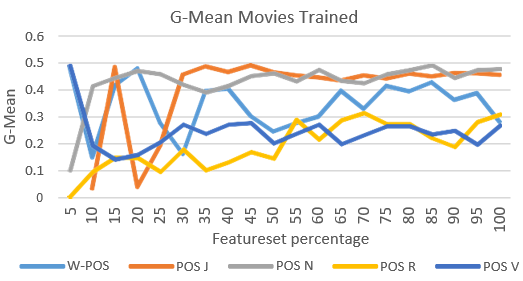 G-Mean Movies Trained
0.6
0.5
0.4
0.3
0.2
0.1
0
G-Mean
5 10 15 20 25 30 35 40 45 50 55 60 65 70 75 80 85 90 95 100
Featureset percentage
W-POS POS J POS N POS R POS V